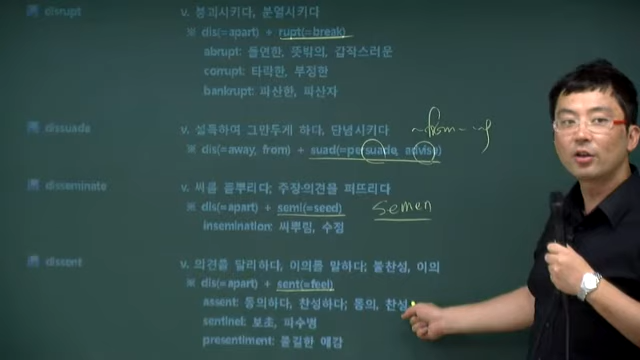 disrupt v. 붕괴시키다, 분열시키다
※ dis(=apart) + rupt(=break)
abrupt: 돌연한, 뜻밖의, 갑작스러운
corrupt: 타락한, 부정한
bankrupt: 파산한, 파산자
dissuade v. 설득하여 그만두게 하다, 단념시키다
~from ~ing
※ dis(=away, from) + suad(=persuade, advise)
disseminate v. 씨를 흩뿌리다; 주장·의견을 퍼뜨리다
※ dis(=apart) + semi(=seed) semen
insemination: 씨뿌림, 수정
dissent v. 의견을 달리하다, 이의를 말하다; 불찬성, 이의
※ dis(=apart) + sent(=feel)
assent: 동의하다, 찬성하다; 동의, 찬성
sentinel: 보초, 파수병
presentiment: 불길한 예감